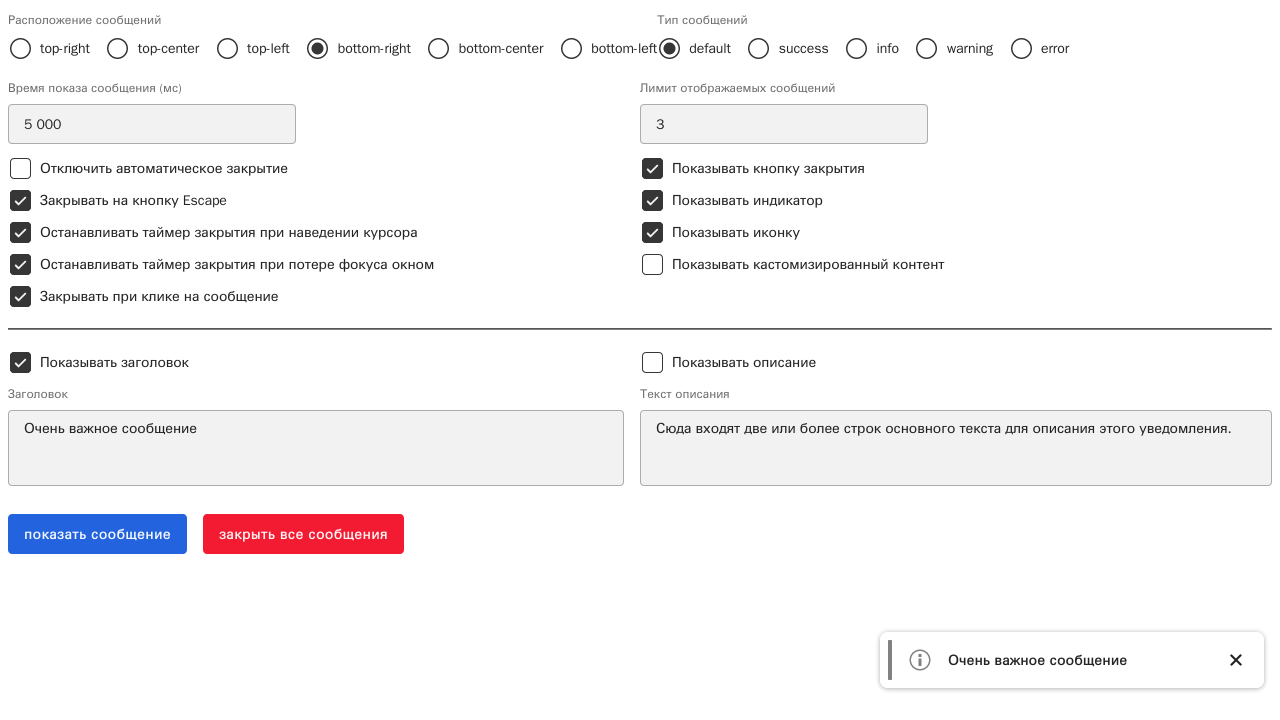 Расположение сообщений
Тип сообщений
top-right top-center top-left bottom-right bottom-center bottom-left
default success info warning error
Время показа сообщения (мс)
Лимит отображаемых сообщений
5 000
3
Отключить автоматическое закрытие
Показывать кнопку закрытия
Закрывать на кнопку Escape
Показывать индикатор
Останавливать таймер закрытия при наведении курсора
Показывать иконку
Останавливать таймер закрытия при потере фокуса окном
Показывать кастомизированный контент
Закрывать при клике на сообщение
Показывать заголовок
Показывать описание
Заголовок
Текст описания
Очень важное сообщение
Сюда входят две или более строк основного текста для описания этого уведомления.
показать сообщение
закрыть все сообщения
Очень важное сообщение